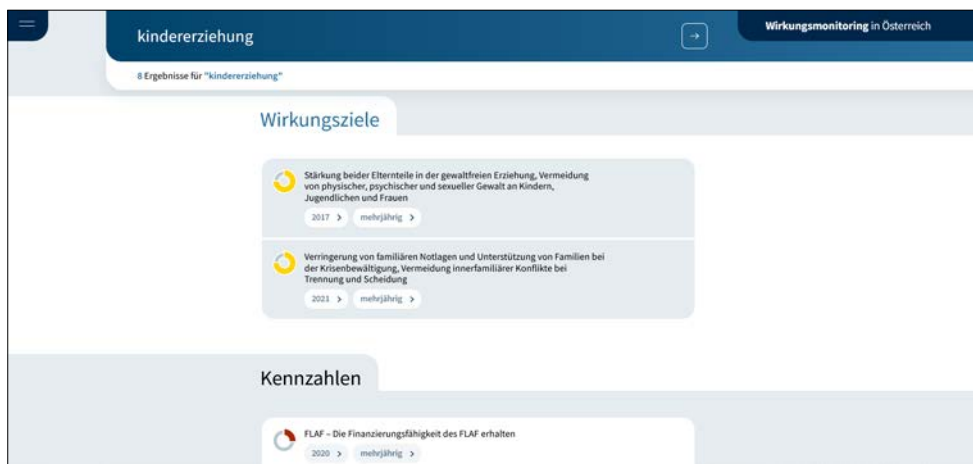 kindererziehung
→
Wirkungsmonitoring in Österreich
8 Ergebnisse für "kindererziehung"
Wirkungsziele
Stärkung beider Elternteile in der gewaltfreien Erziehung, Vermeidung
von physischer, psychischer und sexueller Gewalt an Kindern,
Jugendlichen und Frauen
2017 > mehrjährig >
Verringerung von familiären Notlagen und Unterstützung von Familien bei
der Krisenbewältigung, Vermeidung innerfamiliärer Konflikte bei
Trennung und Scheidung
2021 > mehrjährig >
Kennzahlen
FLAF – Die Finanzierungsfähigkeit des FLAF erhalten
2020 > mehrjährig >